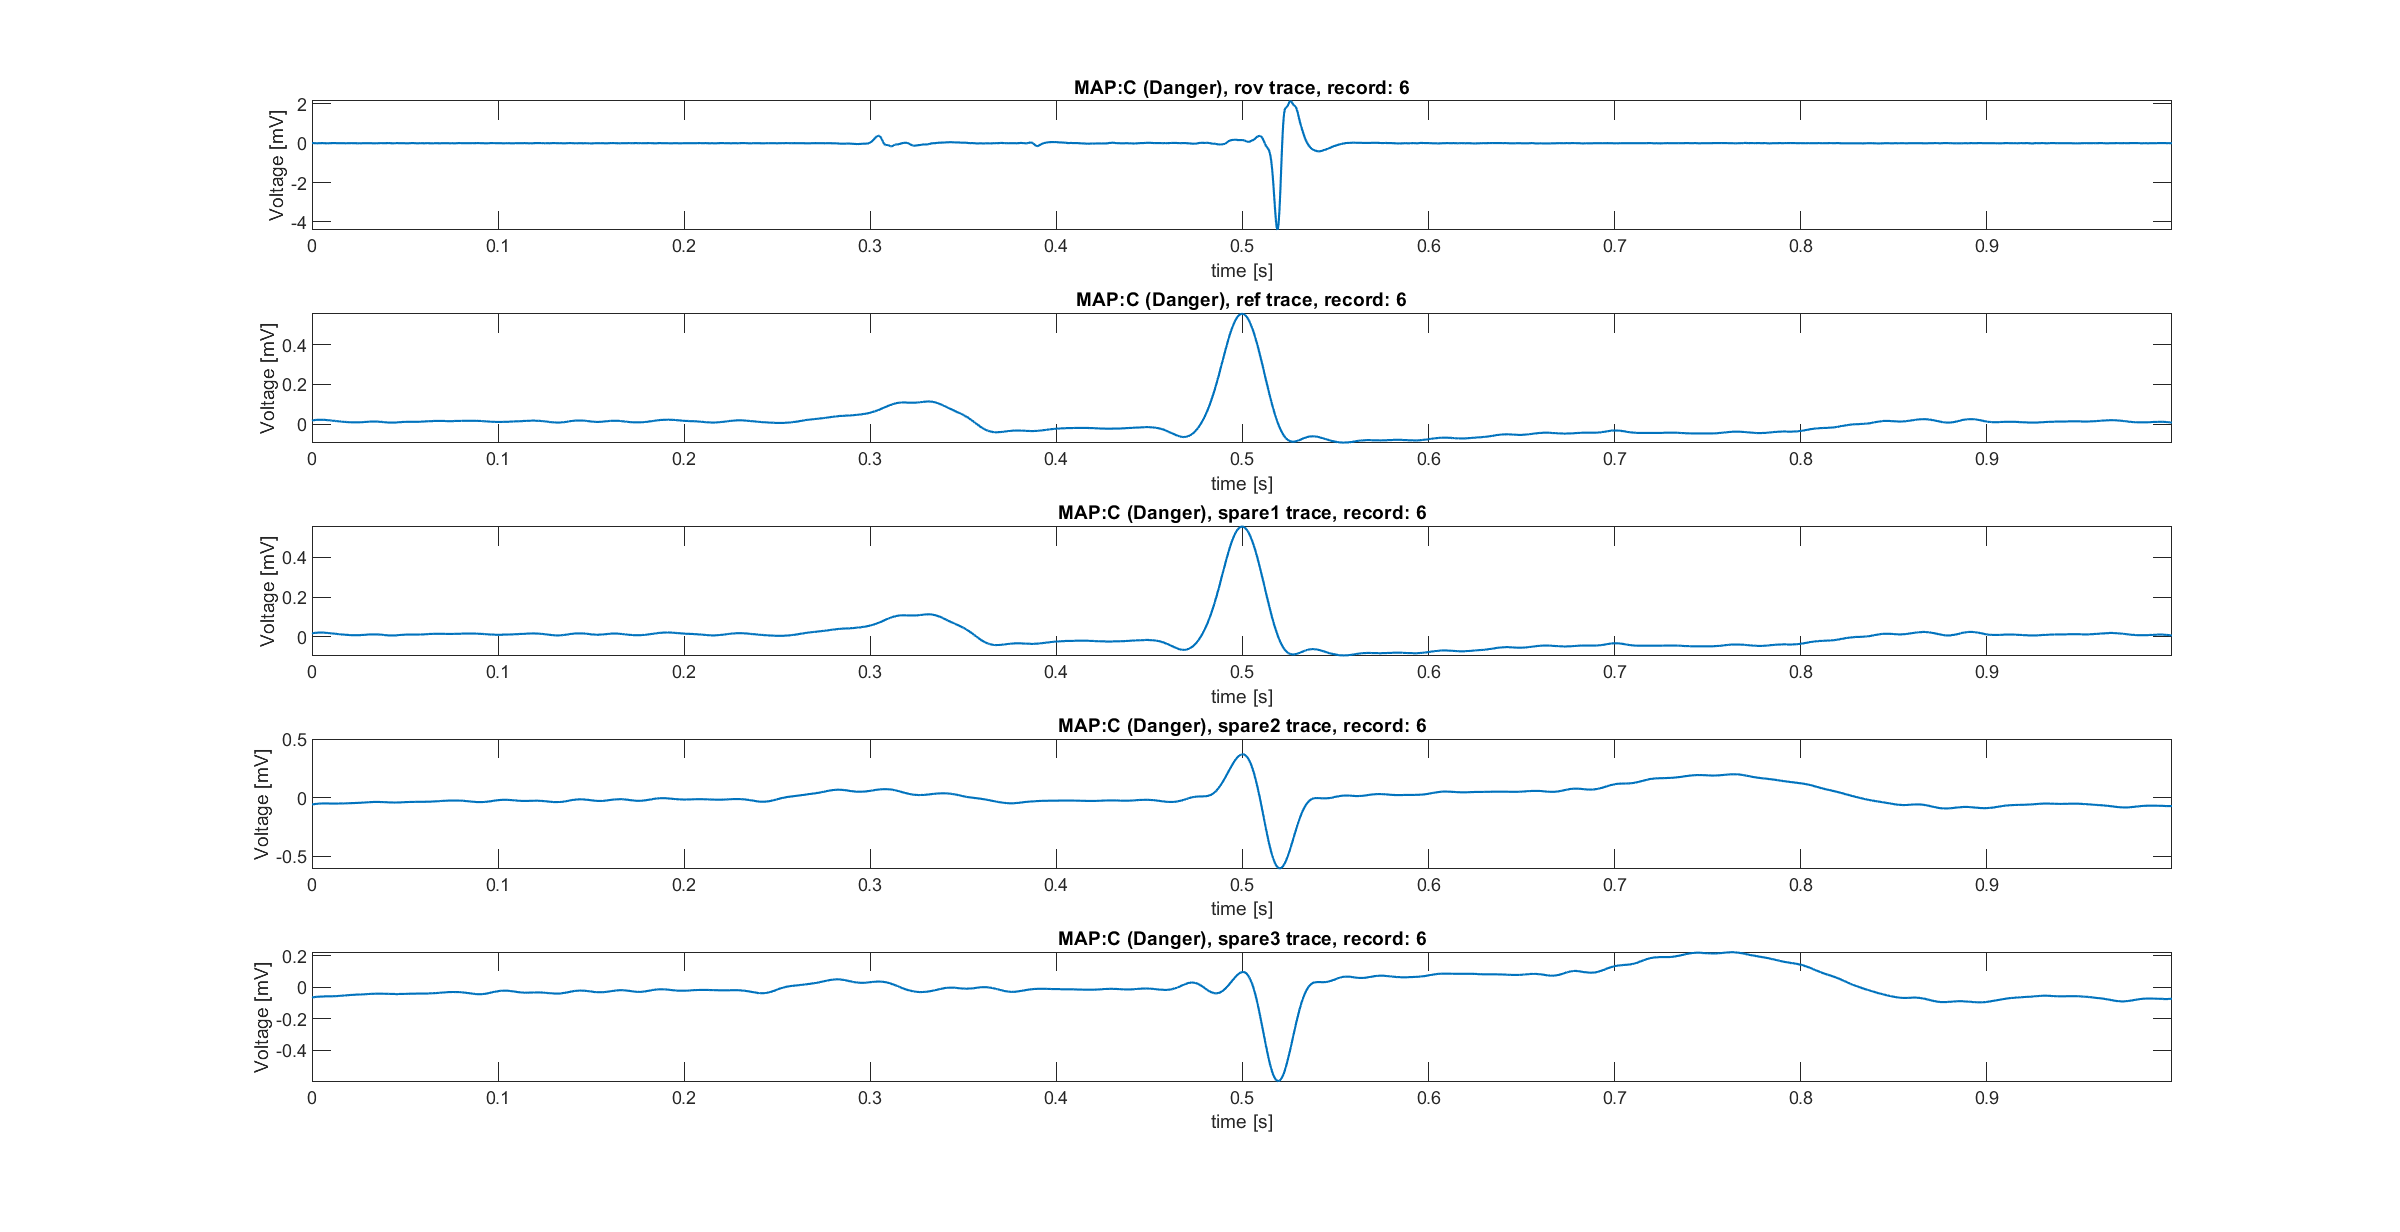 MAP:C (Danger), rov trace, record: 6
Voltage [mV]
2
0
-2
-4
0 0.1 0.2 0.3 0.4 0.5 0.6 0.7 0.8 0.9
time [s]
MAP:C (Danger), ref trace, record: 6
Voltage [mV]
0.4
0.2
0
0 0.1 0.2 0.3 0.4 0.5 0.6 0.7 0.8 0.9
time [s]
MAP:C (Danger), spare1 trace, record: 6
Voltage [mV]
0.4
0.2
0
0 0.1 0.2 0.3 0.4 0.5 0.6 0.7 0.8 0.9
time [s]
MAP:C (Danger), spare2 trace, record: 6
Voltage [mV]
0.5
0
-0.5
0 0.1 0.2 0.3 0.4 0.5 0.6 0.7 0.8 0.9
time [s]
MAP:C (Danger), spare3 trace, record: 6
Voltage [mV]
0.2
0
-0.2
-0.4
0 0.1 0.2 0.3 0.4 0.5 0.6 0.7 0.8 0.9
time [s]